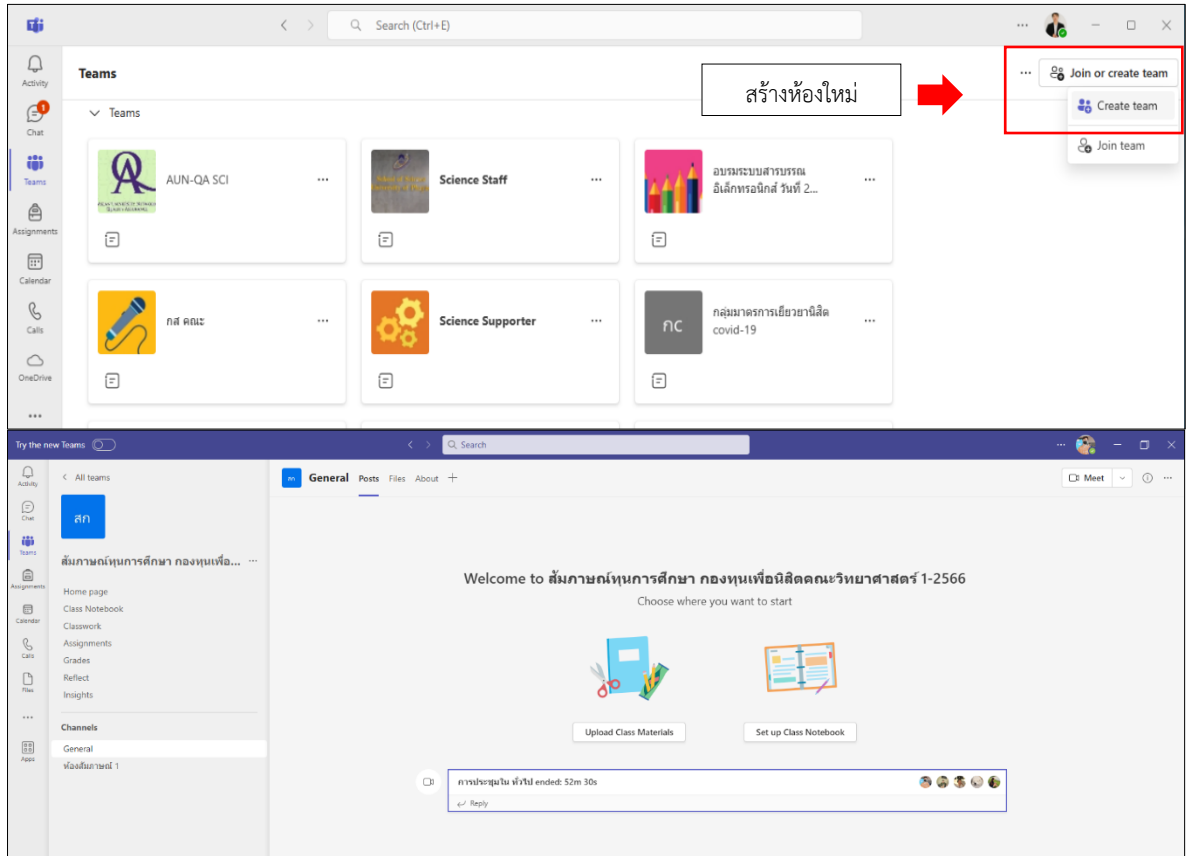 Search (Ctrl+E)
Activity
Chat
1
Teams
Assignments
Calendar
Calls
OneDrive
Teams
Join or create team
Create team
Join team
สร้างห้องใหม่
Teams
AUN-QA SCI
Science Staff
อบรมระบบสารบรรณ
อิเล็กทรอนิกส์ วันที่ 2...
กส คณะ
Science Supporter
กc
กลุ่มมาตรการเยียวยานิสิต
covid-19
Try the new Teams
Search
Activity
Chat
Teams
Assignments
Calendar
Calls
Files
Apps
All teams
สก
สัมภาษณ์ทุนการศึกษา กองทุนเพื่อ...
Home page
Class Notebook
Classwork
Assignments
Grades
Reflect
Insights
Channels
General
ห้องสัมภาษณ์ 1
สก
General Posts Files About
Meet
Welcome to สัมภาษณ์ทุนการศึกษา กองทุนเพื่อนิสิตคณะวิทยาศาสตร์ 1-2566
Choose where you want to start
Upload Class Materials
Set up Class Notebook
การประชุมใน ทั่วไป ended: 52m 30s
Reply